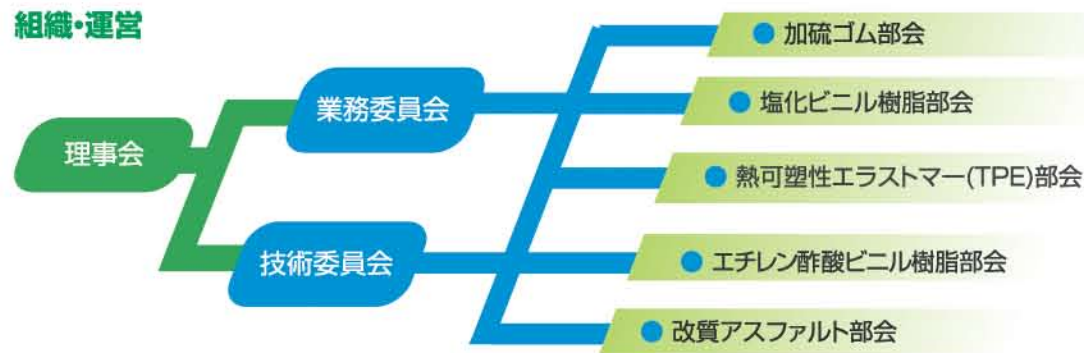 組織・運営
理事会
業務委員会
技術委員会
加硫ゴム部会
塩化ビニル樹脂部会
熱可塑性エラストマー(TPE)部会
エチレン酢酸ビニル樹脂部会
改質アスファルト部会